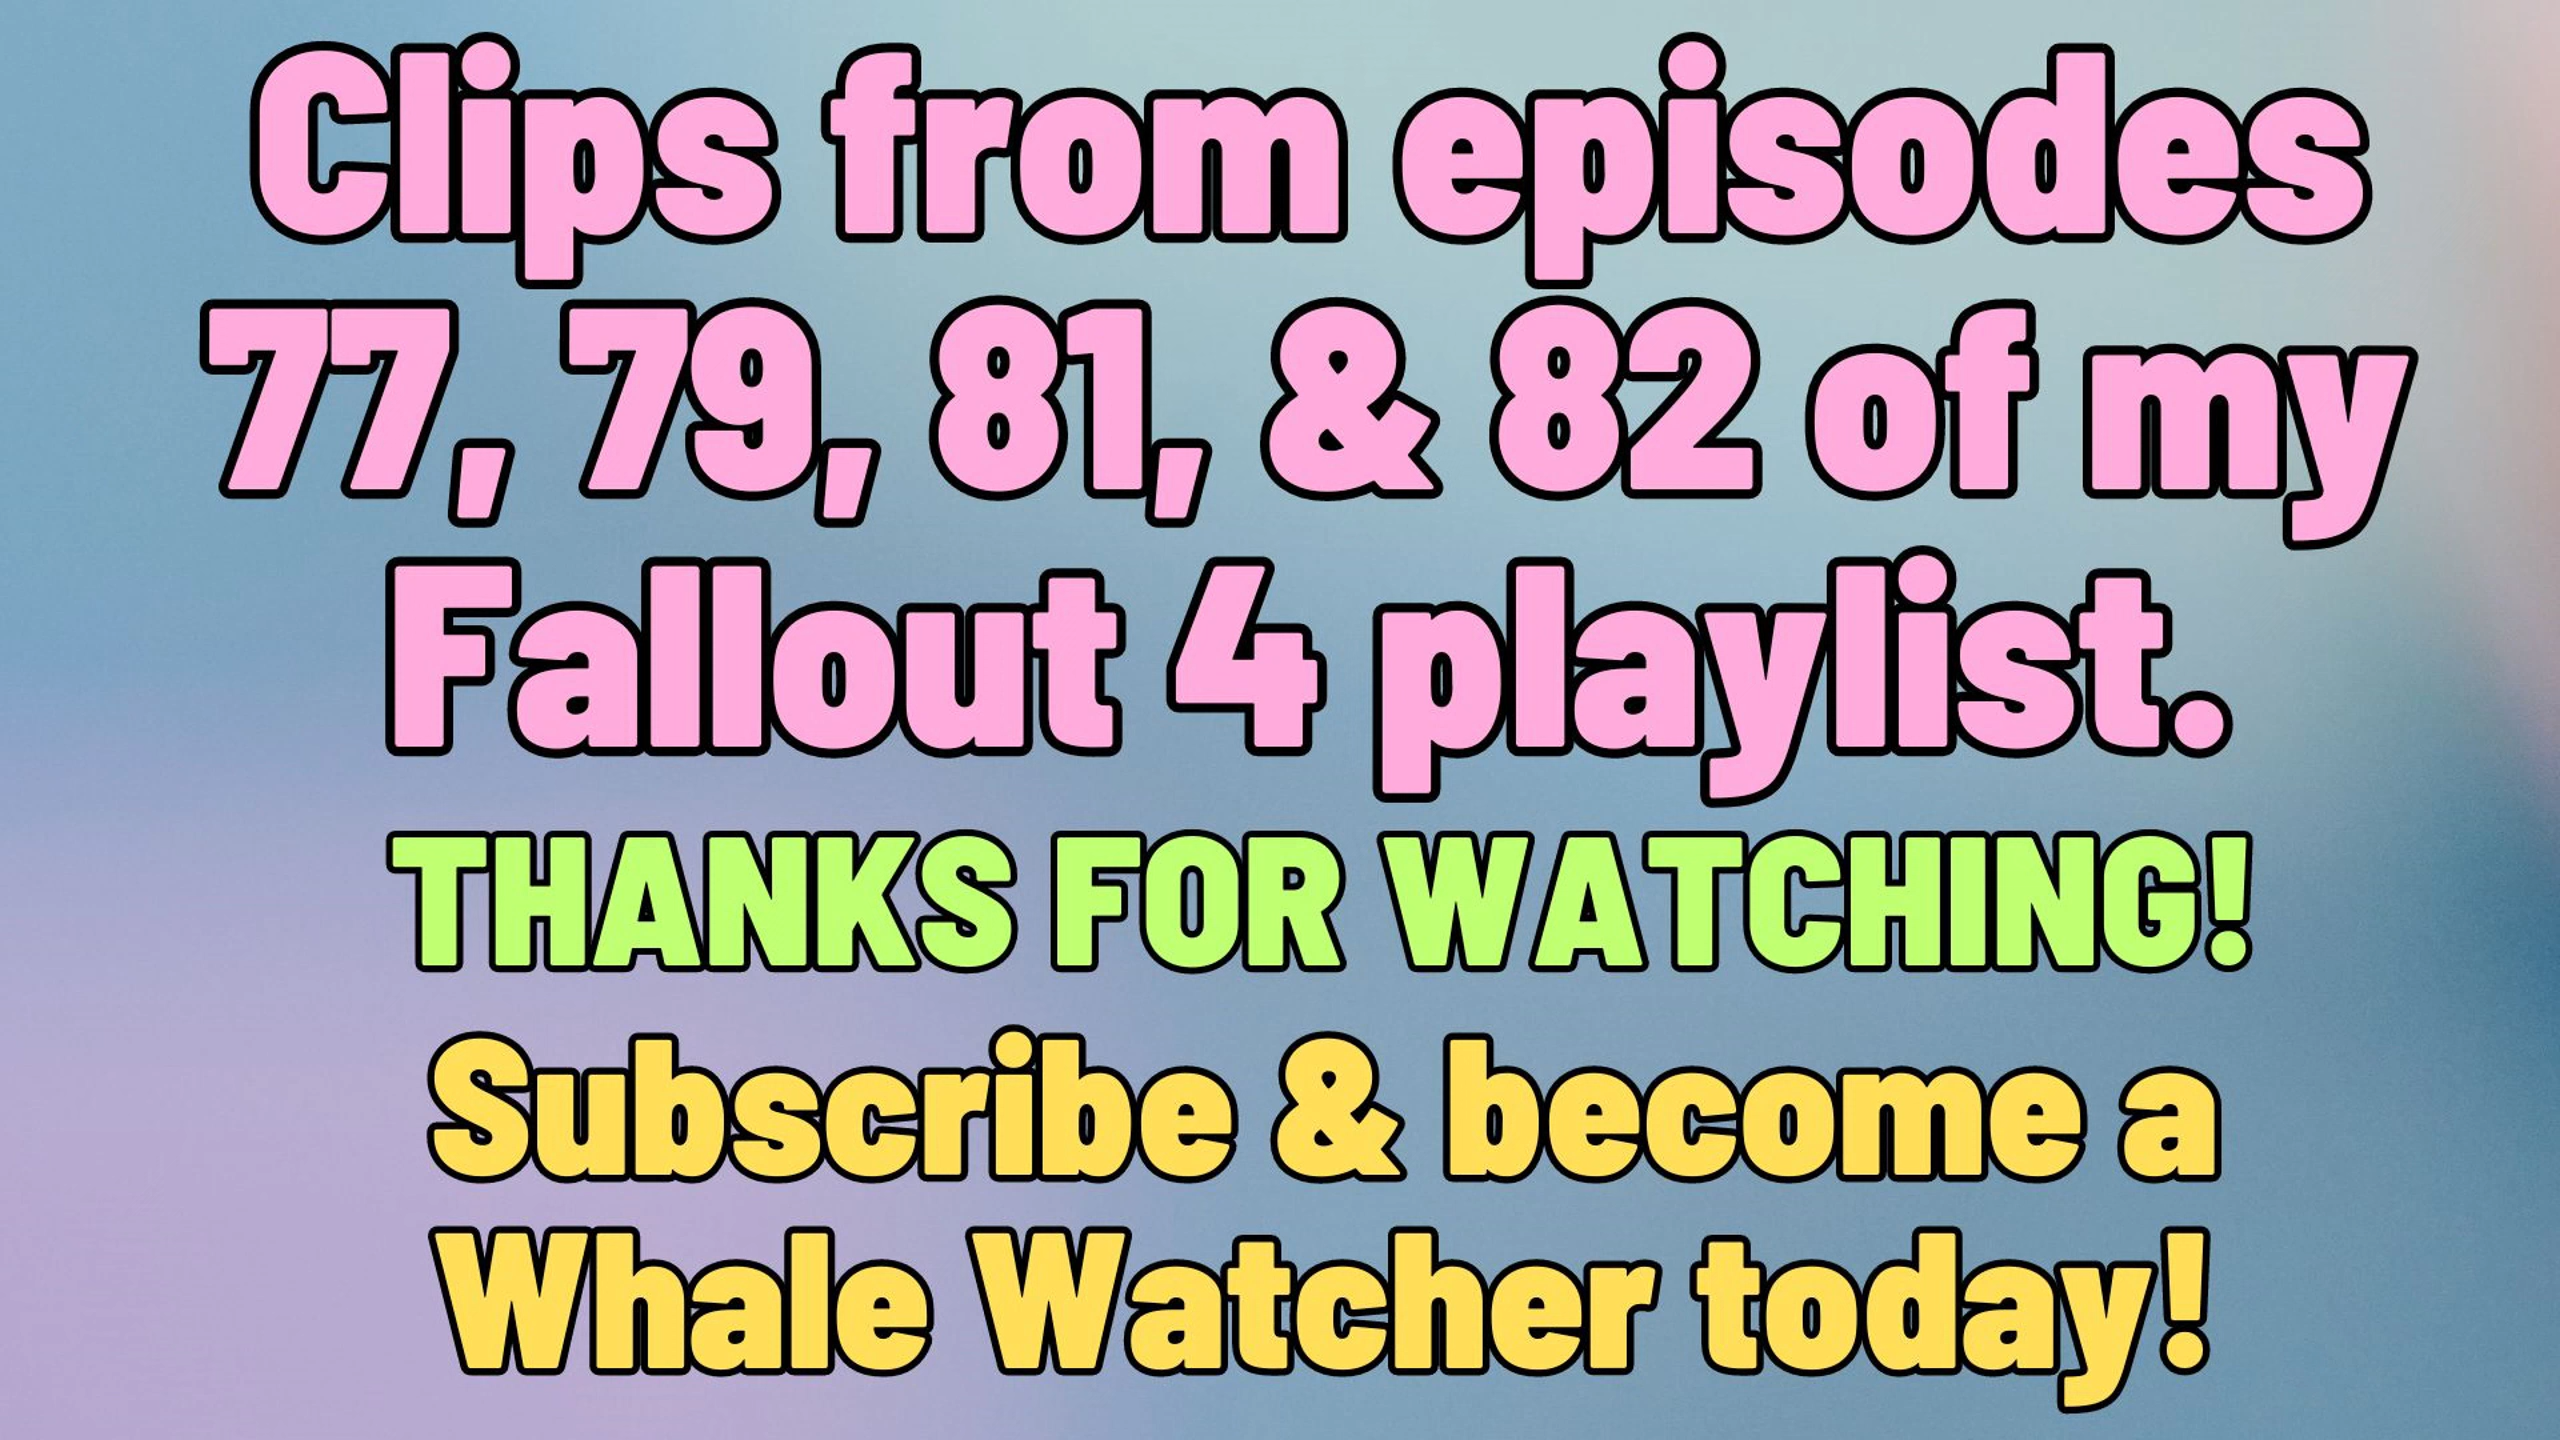 Clips from episodes
77, 79, 81, & 82 of my
Fallout 4 playlist.
THANKS FOR WATCHING!
Subscribe & become a
Whale Watcher today!